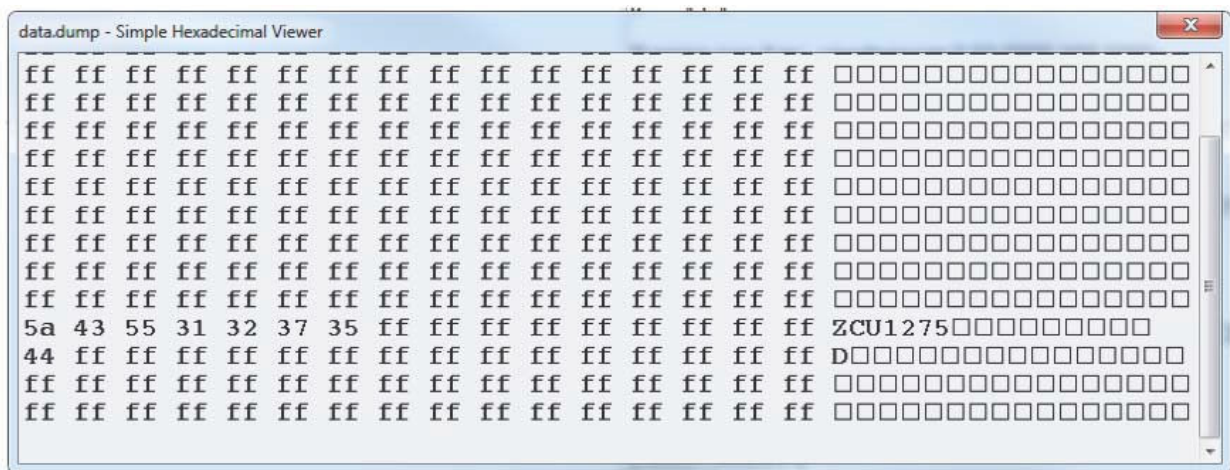 data.dump - Simple Hexadecimal Viewer
ff ff ff ff ff ff ff ff ff ff ff ff ff ff ff ff □□□□□□□□□□□□□□□□
ff ff ff ff ff ff ff ff ff ff ff ff ff ff ff ff □□□□□□□□□□□□□□□□
ff ff ff ff ff ff ff ff ff ff ff ff ff ff ff ff □□□□□□□□□□□□□□□□
ff ff ff ff ff ff ff ff ff ff ff ff ff ff ff ff □□□□□□□□□□□□□□□□
ff ff ff ff ff ff ff ff ff ff ff ff ff ff ff ff □□□□□□□□□□□□□□□□
ff ff ff ff ff ff ff ff ff ff ff ff ff ff ff ff □□□□□□□□□□□□□□□□
ff ff ff ff ff ff ff ff ff ff ff ff ff ff ff ff □□□□□□□□□□□□□□□□
ff ff ff ff ff ff ff ff ff ff ff ff ff ff ff ff □□□□□□□□□□□□□□□□
ff ff ff ff ff ff ff ff ff ff ff ff ff ff ff ff □□□□□□□□□□□□□□□□
5a 43 55 31 32 37 35 ff ff ff ff ff ff ff ff ff ZCU1275□□□□□□□□□
44 ff ff ff ff ff ff ff ff ff ff ff ff ff ff ff D□□□□□□□□□□□□□□□
ff ff ff ff ff ff ff ff ff ff ff ff ff ff ff ff □□□□□□□□□□□□□□□□
ff ff ff ff ff ff ff ff ff ff ff ff ff ff ff ff □□□□□□□□□□□□□□□□